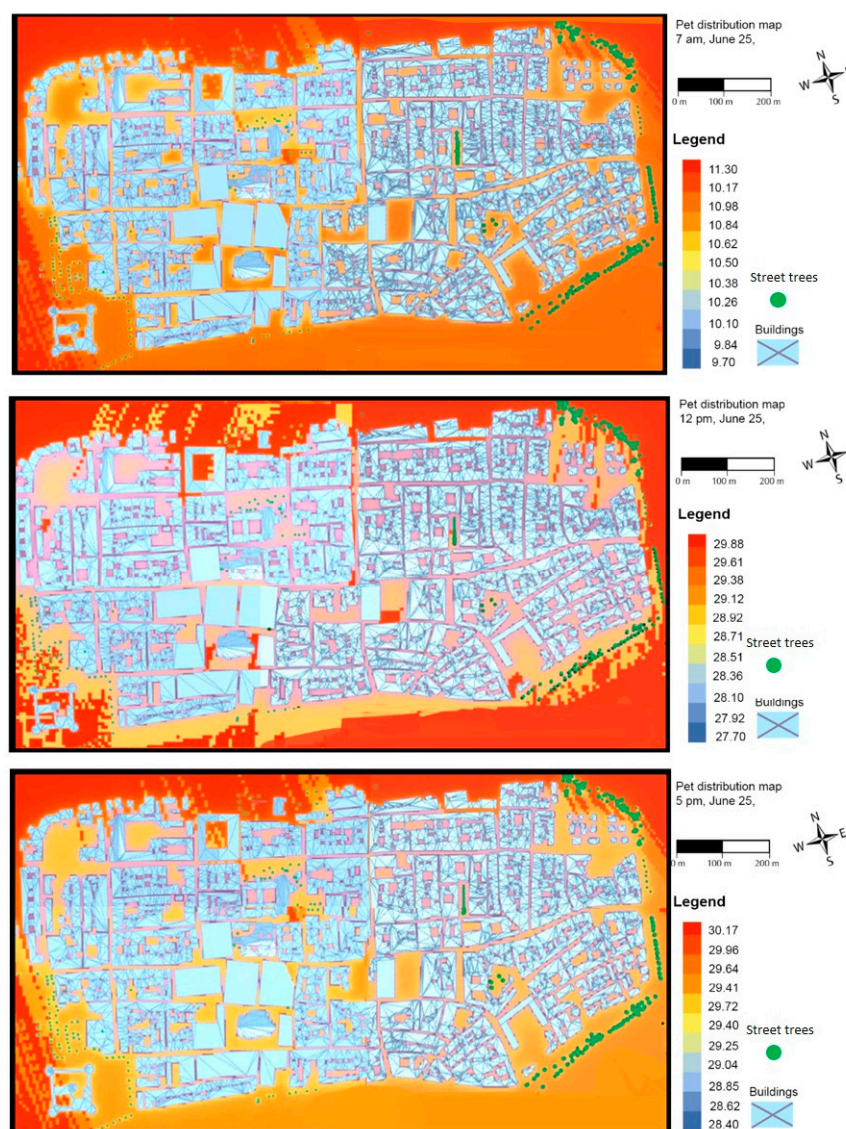 Pet distribution map
7 am, June 25,
N
W
S
0 m 100 m 200 m
Legend
11.30
10.17
10.98
10.84
10.62
10.50
10.38
10.26
10.10
9.84
9.70
Street trees
Buildings
Pet distribution map
12 pm, June 25,
N
W
S
0 m 100 m 200 m
Legend
29.88
29.61
29.38
29.12
28.92
28.71
28.51
28.36
28.10
27.92
27.70
Street trees
Buildings
Pet distribution map
5 pm, June 25,
N
W E
S
0 m 100 m 200 m
Legend
30.17
29.96
29.64
29.41
29.72
29.40
29.25
29.04
28.85
28.62
28.40
Street trees
Buildings